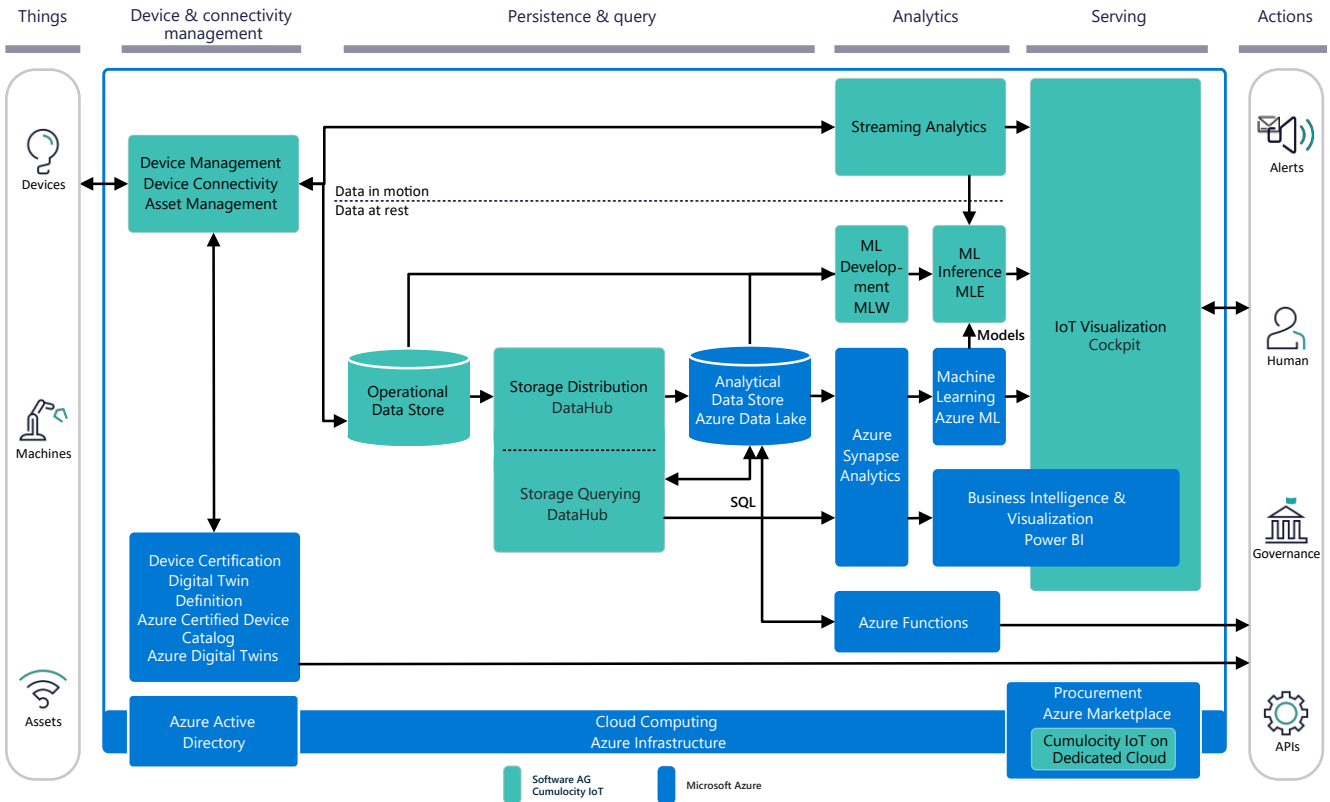 Things
Device & connectivity
management
Persistence & query
Analytics
Serving
Actions
Devices
Machines
Assets
Device Management
Device Connectivity
Asset Management
Data in motion
Data at rest
Streaming Analytics
ML
Develop-
ment
MLW
ML
Inference
MLE
Models
IoT Visualization
Cockpit
Operational
Data Store
Storage Distribution
DataHub
Storage Querying
DataHub
Analytical
Data Store
Azure Data Lake
SQL
Azure
Synapse
Analytics
Machine
Learning
Azure ML
Business Intelligence &
Visualization
Power BI
Device Certification
Digital Twin
Definition
Azure Certified Device
Catalog
Azure Digital Twins
Azure Functions
Azure Active
Directory
Cloud Computing
Azure Infrastructure
Procurement
Azure Marketplace
Cumulocity IoT on
Dedicated Cloud
Alerts
Human
Governance
APIs
Software AG
Cumulocity IoT
Microsoft Azure